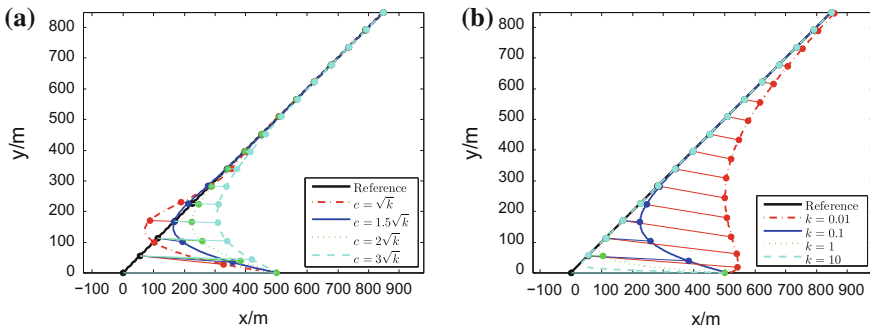 (a)
800
700
600
500
400
300
200
100
0
y/m
−100 0 100 200 300 400 500 600 700 800 900
x/m
Reference
c = √k
c = 1.5√k
c = 2√k
c = 3√k
(b)
800
700
600
500
400
300
200
100
0
y/m
−100 0 100 200 300 400 500 600 700 800 900
x/m
Reference
k = 0.01
k = 0.1
k = 1
k = 10